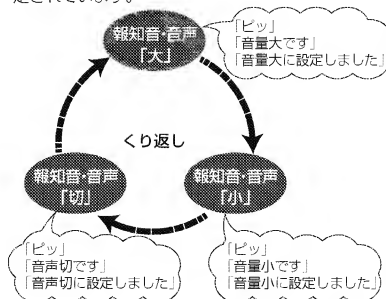 定されています。
報知音・音声
「大」
「ピッ」
「音量大です」
「音量大に設定しました」
くり返し
報知音・音声
「切」
報知音・音声
「小」
「ピッ」
「音声切です」
「音声切に設定しました」
「ピッ」
「音量小です」
「音量小に設定しました」